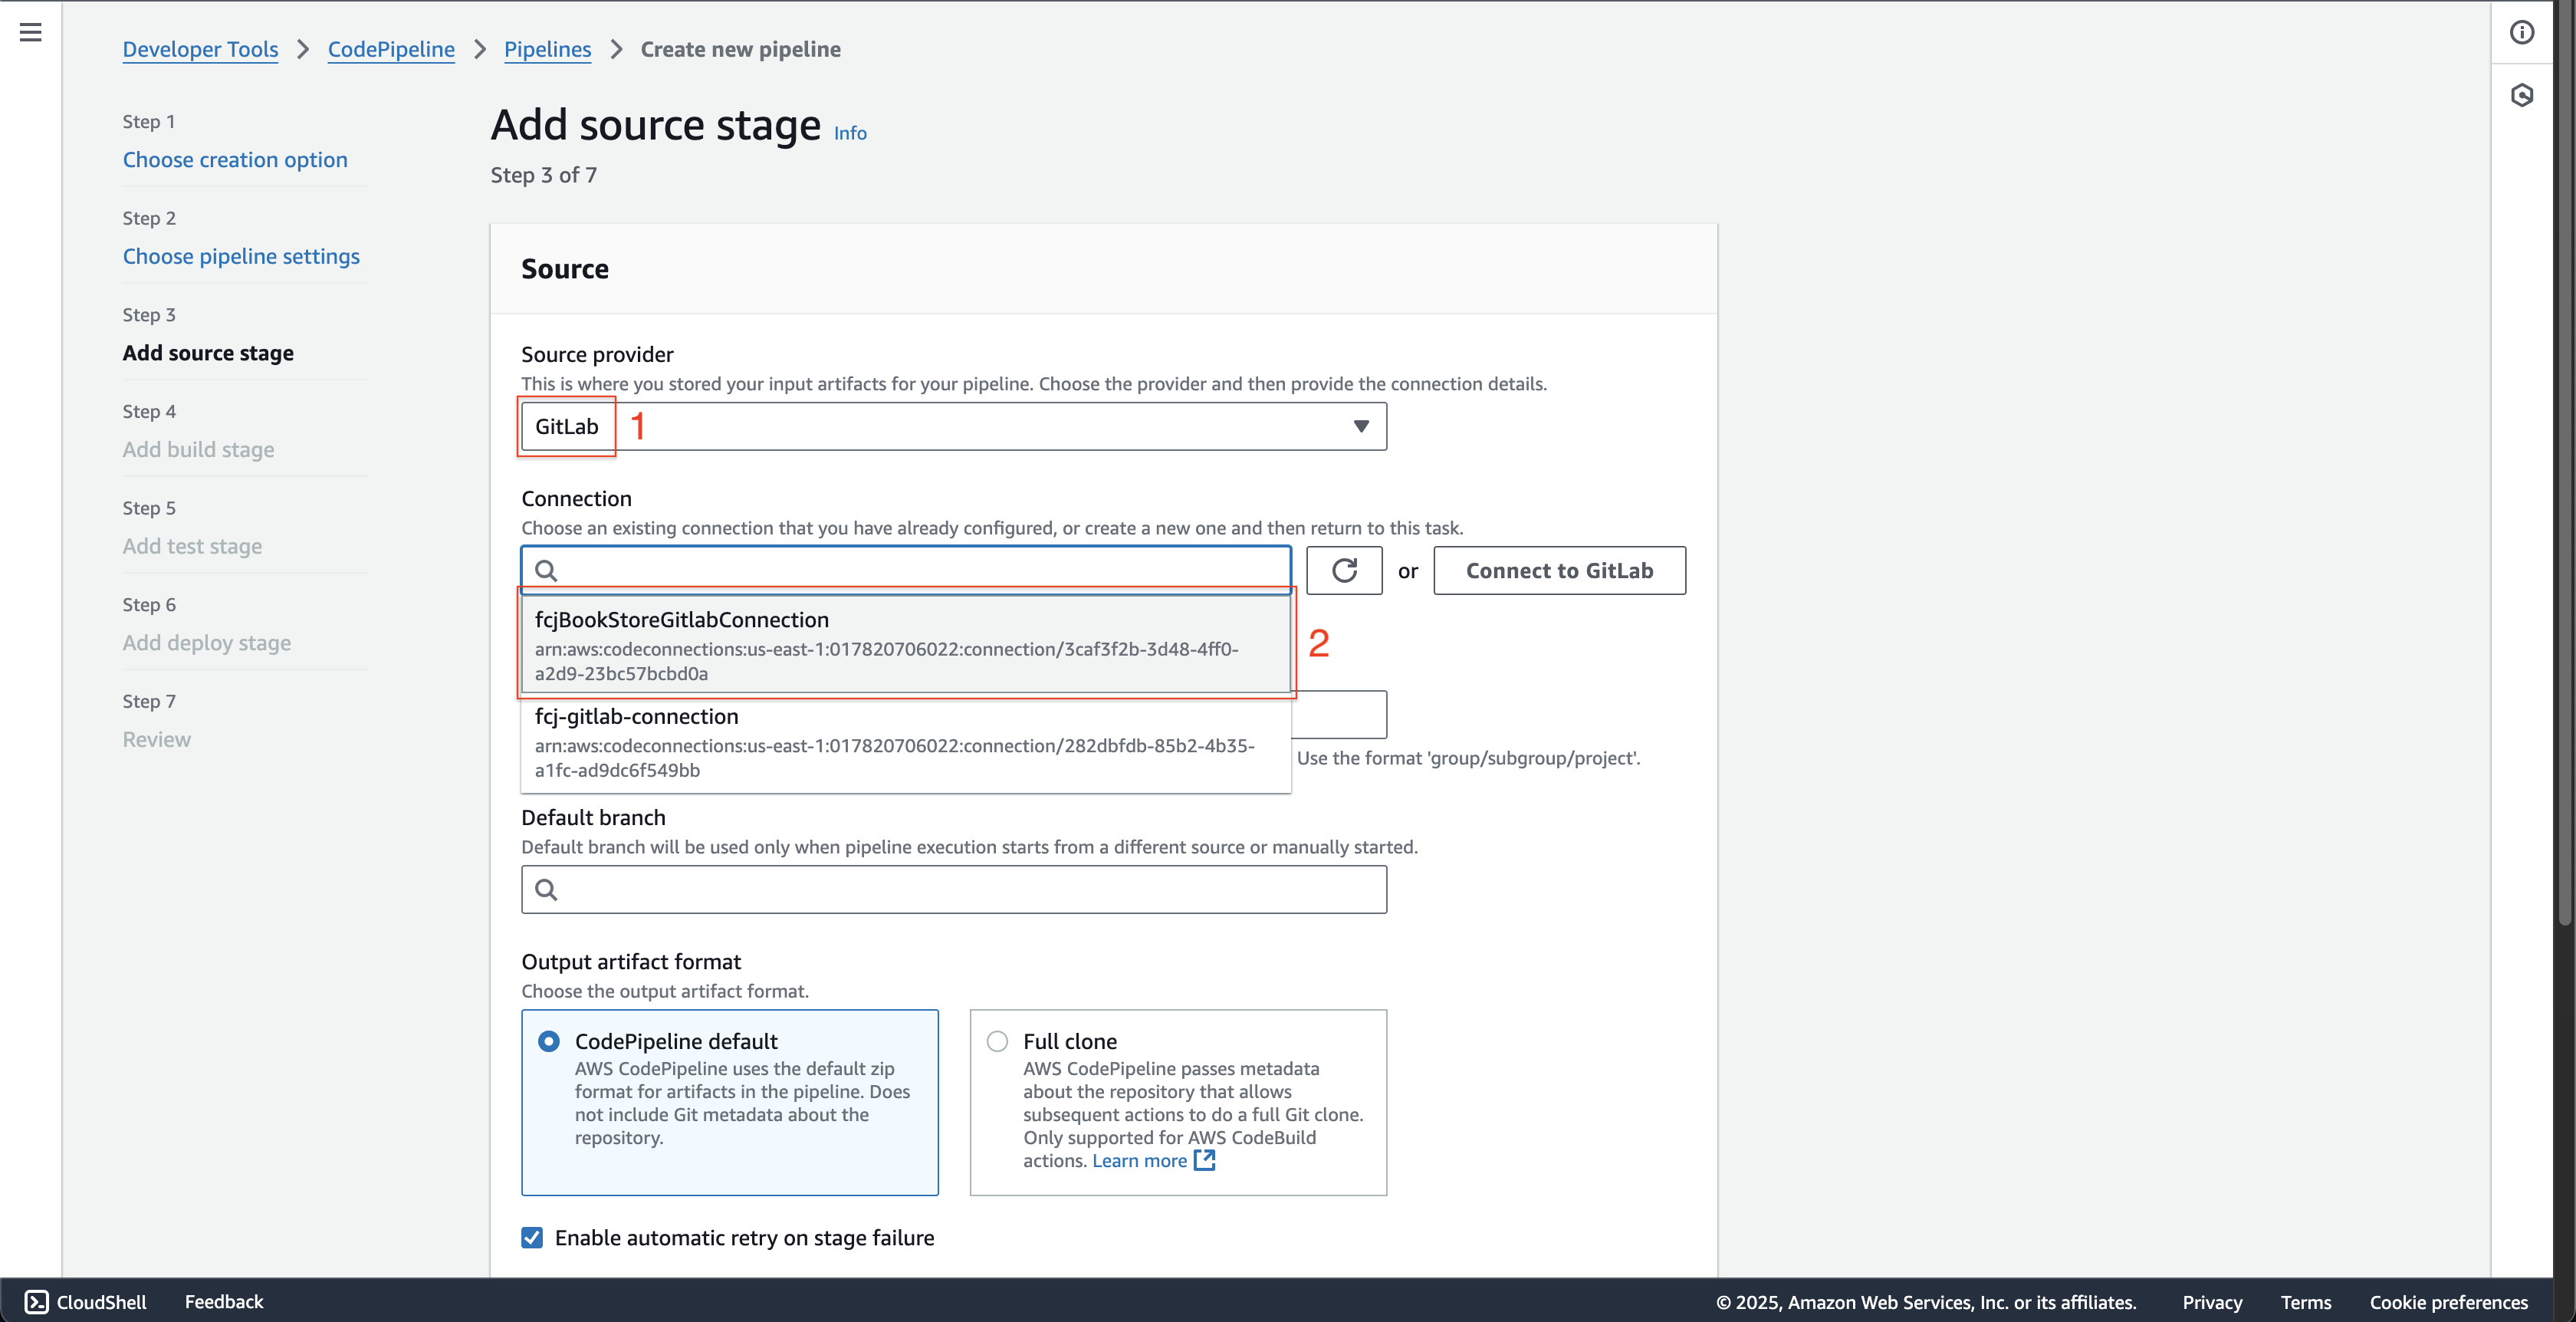 Developer Tools > CodePipeline > Pipelines > Create new pipeline
Step 1
Choose creation option
Step 2
Choose pipeline settings
Step 3
Add source stage
Step 4
Add build stage
Step 5
Add test stage
Step 6
Add deploy stage
Step 7
Review
Add source stage Info
Step 3 of 7
Source
Source provider
This is where you stored your input artifacts for your pipeline. Choose the provider and then provide the connection details.
GitLab 1
Connection
Choose an existing connection that you have already configured, or create a new one and then return to this task.
or Connect to GitLab
fcjBookStoreGitlabConnection
arn:aws:codeconnections:us-east-1:017820706022:connection/3caf3f2b-3d48-4ff0-
a2d9-23bc57bcbd0a
2
fcj-gitlab-connection
arn:aws:codeconnections:us-east-1:017820706022:connection/282dbfdb-85b2-4b35-
a1fc-ad9dc6f549bb
Use the format 'group/subgroup/project'.
Default branch
Default branch will be used only when pipeline execution starts from a different source or manually started.
Output artifact format
Choose the output artifact format.
CodePipeline default
AWS CodePipeline uses the default zip
format for artifacts in the pipeline. Does
not include Git metadata about the
repository.
Full clone
AWS CodePipeline passes metadata
about the repository that allows
subsequent actions to do a full Git clone.
Only supported for AWS CodeBuild
actions. Learn more
Enable automatic retry on stage failure
CloudShell Feedback © 2025, Amazon Web Services, Inc. or its affiliates. Privacy Terms Cookie preferences